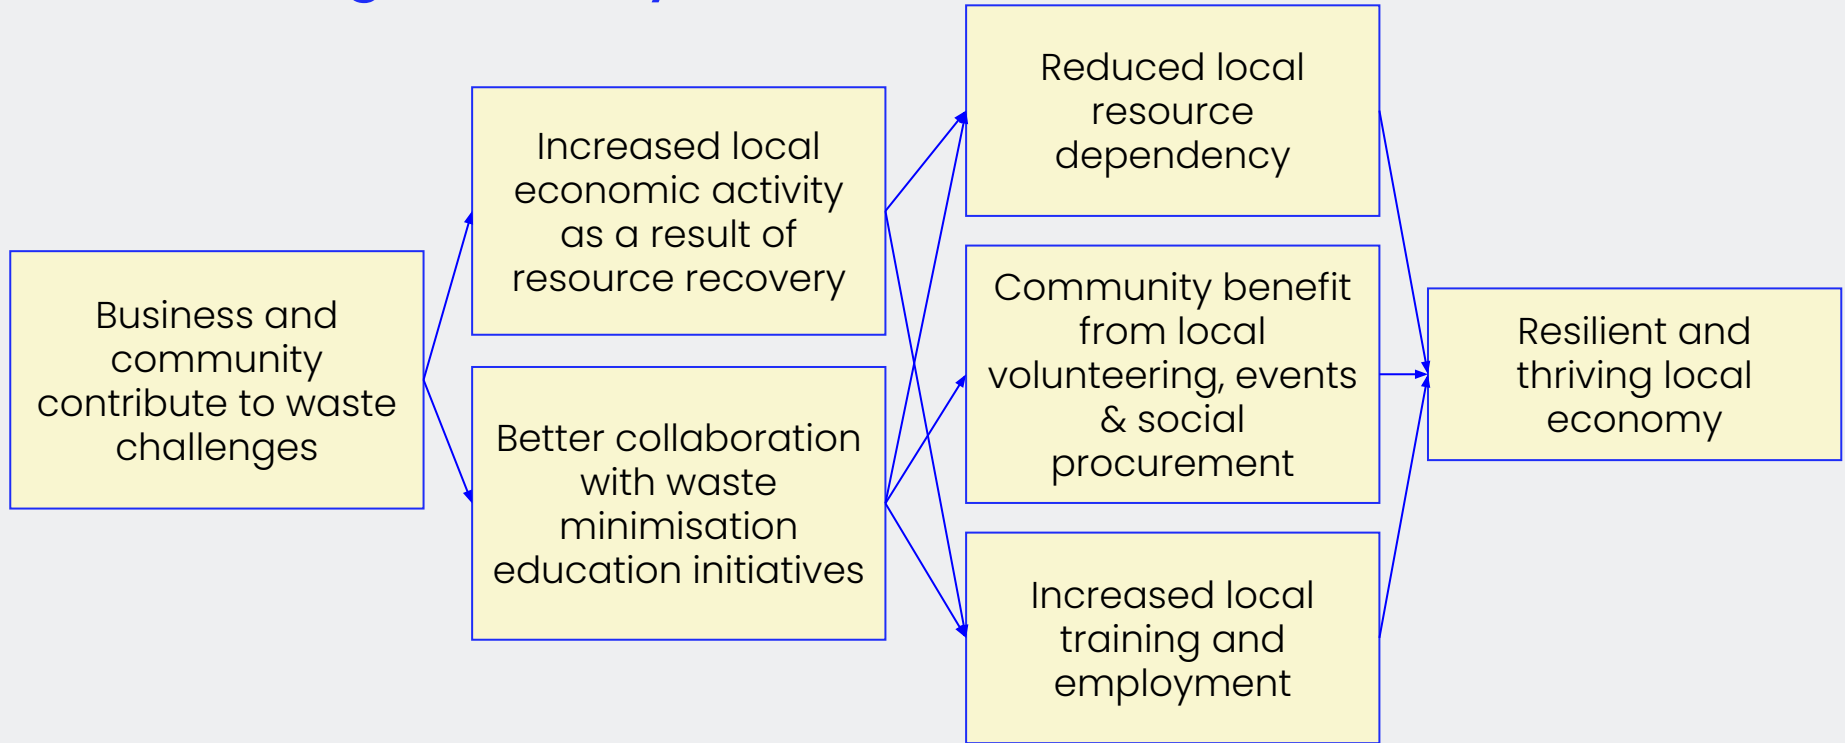 Business and
community
contribute to waste
challenges
Increased local
economic activity
as a result of
resource recovery
Better collaboration
with waste
minimisation
education initiatives
Reduced local
resource
dependency
Community benefit
from local
volunteering, events
& social
procurement
Increased local
training and
employment
Resilient and
thriving local
economy